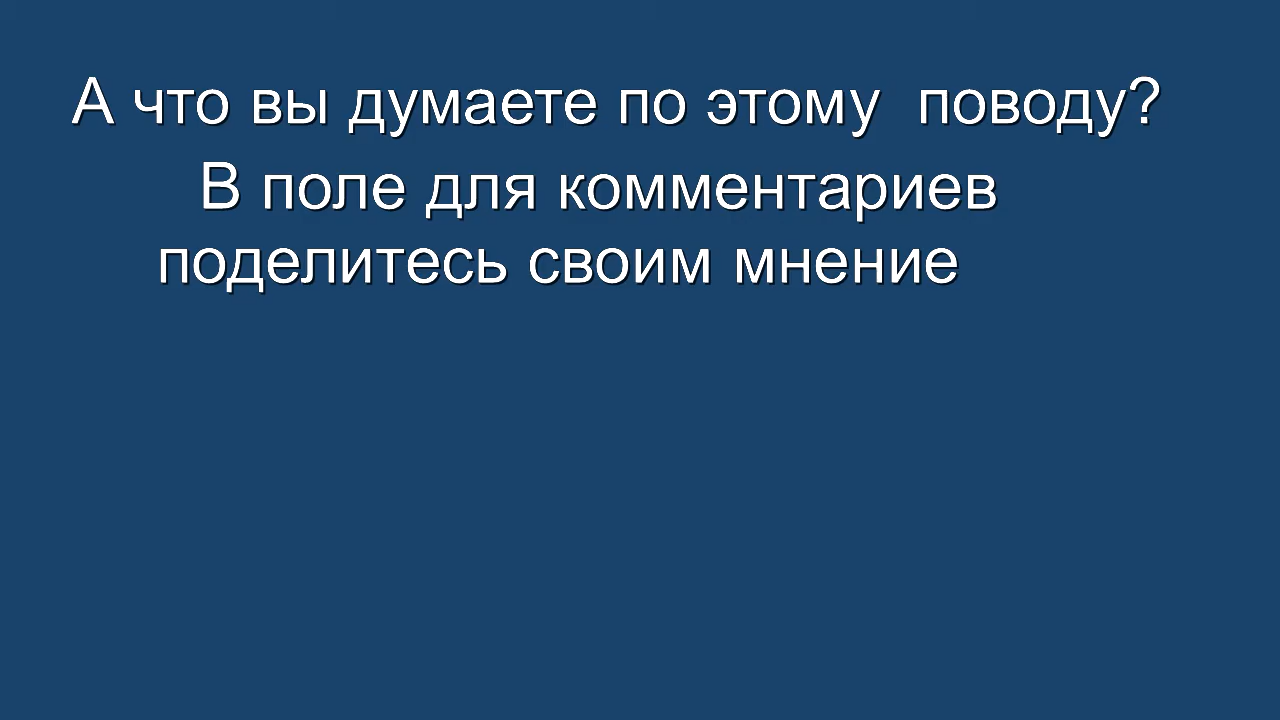 А что вы думаете по этому  поводу?
В поле для комментариев
поделитесь своим мнение